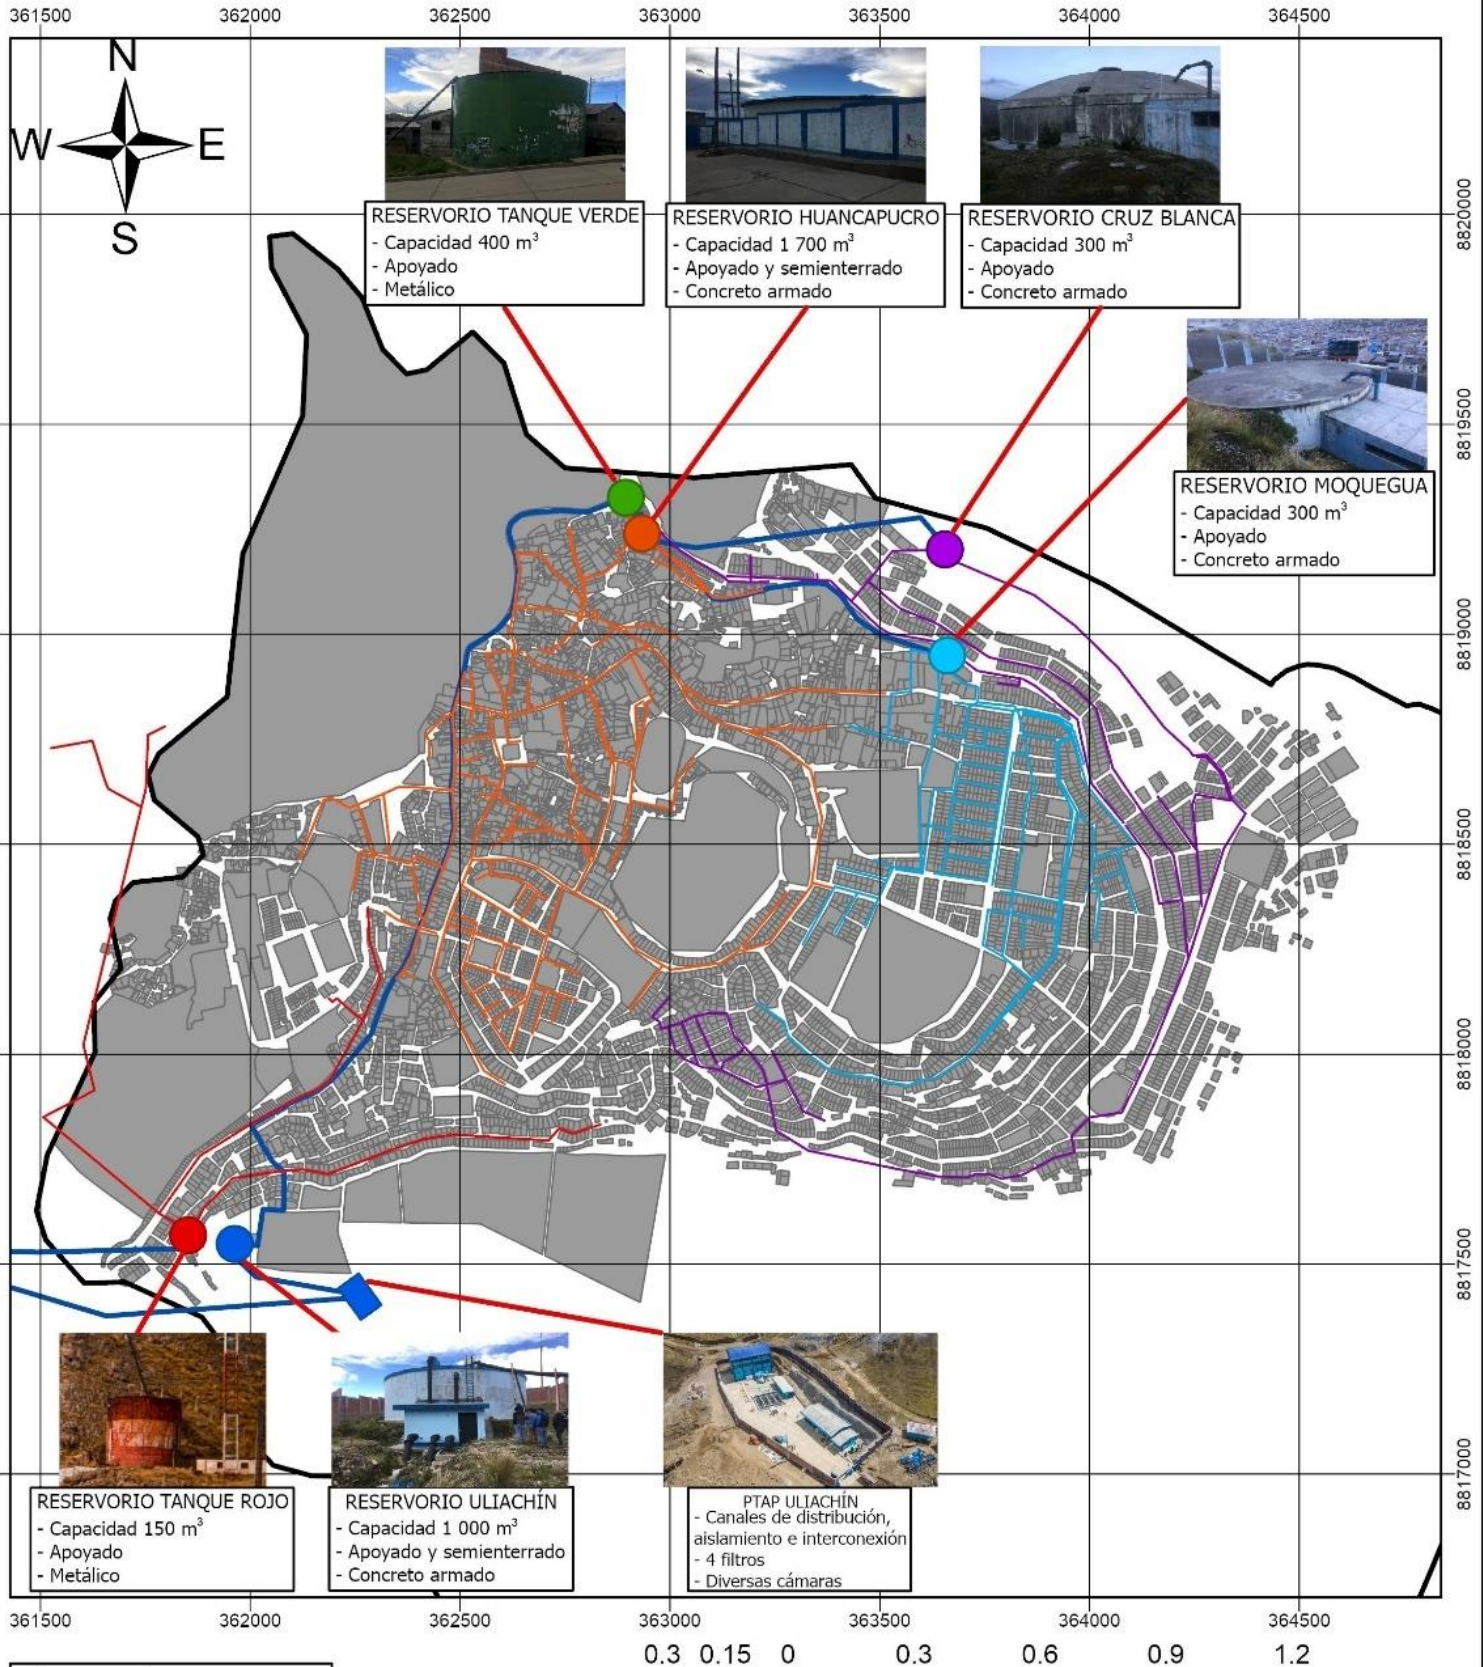 361500 362000 362500 363000 363500 364000 364500
N
W E
S
RESERVORIO TANQUE VERDE
- Capacidad 400 m³
- Apoyado
- Metálico
RESERVORIO HUANCAPUCRO
- Capacidad 1 700 m³
- Apoyado y semienterrado
- Concreto armado
RESERVORIO CRUZ BLANCA
- Capacidad 300 m³
- Apoyado
- Concreto armado
RESERVORIO MOQUEGUA
- Capacidad 300 m³
- Apoyado
- Concreto armado
8820000
8819500
8819000
8818500
8818000
8817500
8817000
RESERVORIO TANQUE ROJO
- Capacidad 150 m³
- Apoyado
- Metálico
RESERVORIO ULIACHÍN
- Capacidad 1 000 m³
- Apoyado y semienterrado
- Concreto armado
PTAP ULIACHÍN
- Canales de distribución,
aislamiento e interconexión
- 4 filtros
- Diversas cámaras
361500 362000 362500 363000 363500 364000 364500
0.3 0.15 0 0.3 0.6 0.9 1.2